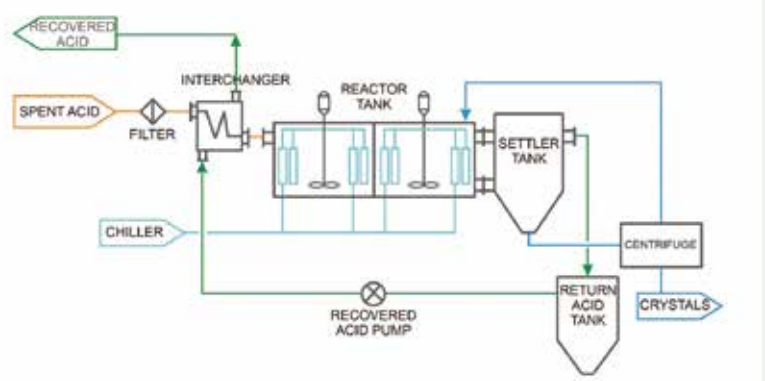 RECOVERED
ACID
INTERCHANGER
REACTOR
TANK
SPENT ACID
FILTER
SETTLER
TANK
CHILLER
CENTRIFUGE
RETURN
ACID
TANK
CRYSTALS
RECOVERED
ACID PUMP